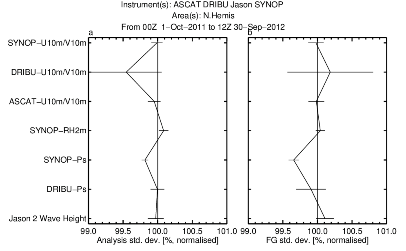 Instrument(s): ASCAT DRIBU Jason SYNOP
Area(s): N.Hemis
From 00Z 1-Oct-2011 to 12Z 30-Sep-2012
a b
SYNOP-U10m/V10m
DRIBU-U10m/V10m
ASCAT-U10m/V10m
SYNOP-RH2m
SYNOP-Ps
DRIBU-Ps
Jason 2 Wave Height
99.0 99.5 100.0 100.5 101.0 99.0 99.5 100.0 100.5 101.0
Analysis std. dev. [%, normalised] FG std. dev. [%, normalised]